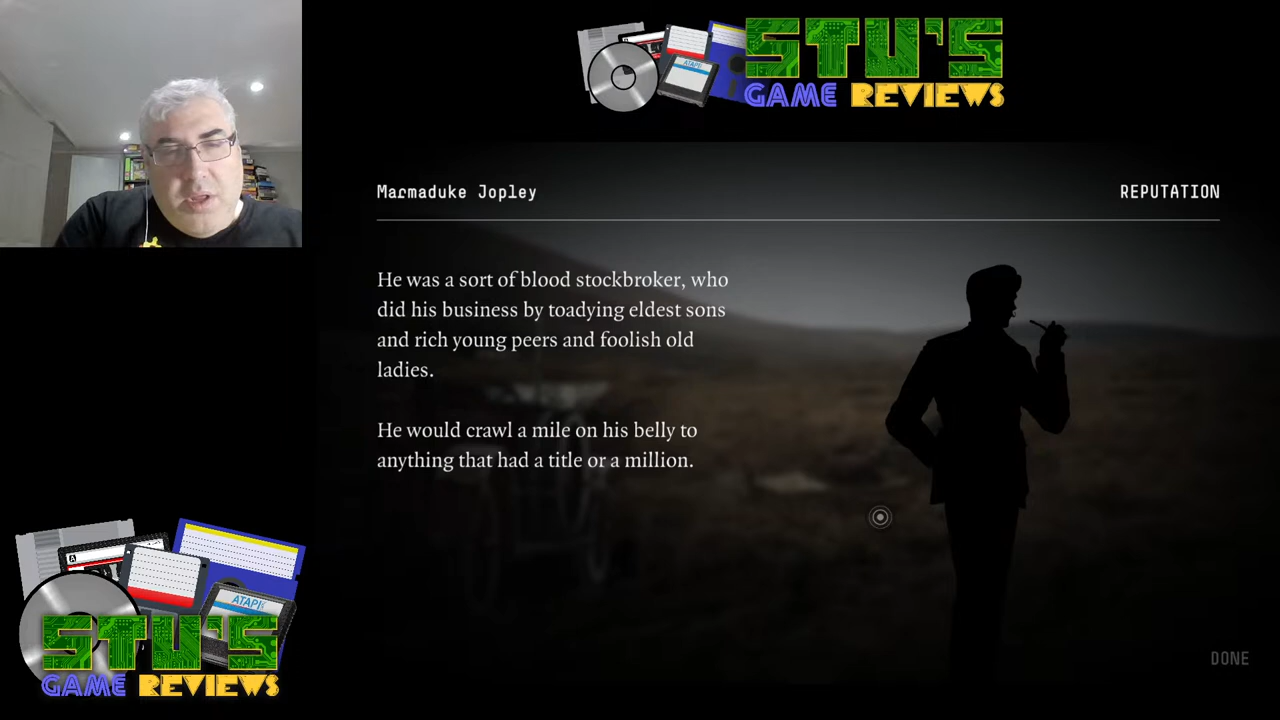 STU'S
GAME REVIEWS
ATARI
Marmaduke Jopley
REPUTATION
He was a sort of blood stockbroker, who
did his business by toadying eldest sons
and rich young peers and foolish old
ladies.
He would crawl a mile on his belly to
anything that had a title or a million.
DONE
A
ATARI
STU'S
GAME REVIEWS